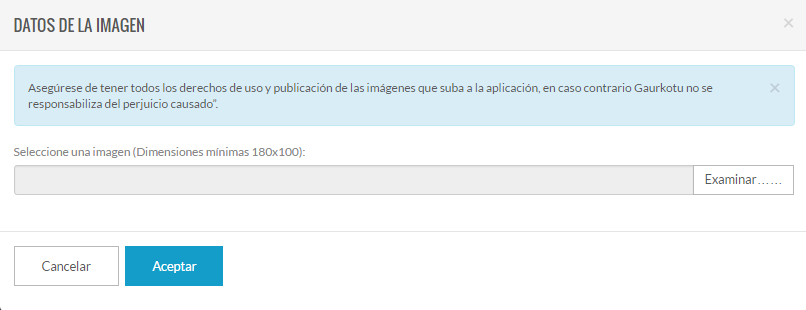 DATOS DE LA IMAGEN ×
Asegúrese de tener todos los derechos de uso y publicación de las imágenes que suba a la aplicación, en caso contrario Gaurkotu no se ×
responsabiliza del perjuicio causado”.
Seleccione una imagen (Dimensiones mínimas 180x100):
Examinar……
Cancelar Aceptar